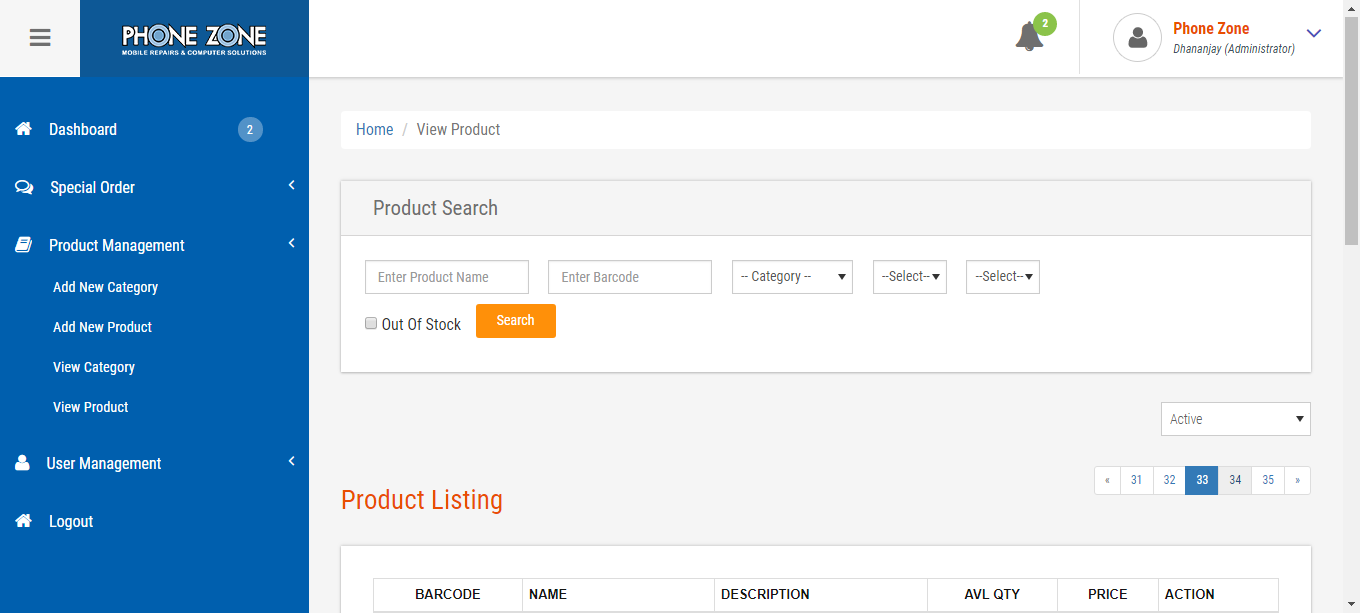 PHONE ZONE
MOBILE REPAIRS & COMPUTER SOLUTIONS
2
Phone Zone
Dhananjay (Administrator)
Dashboard 2
Special Order
Product Management
Add New Category
Add New Product
View Category
View Product
User Management
Logout
Home / View Product
Product Search
Enter Product Name Enter Barcode -- Category -- --Select-- --Select--
Out Of Stock Search
Active
« 31 32 33 34 35 »
Product Listing
BARCODE NAME DESCRIPTION AVL QTY PRICE ACTION